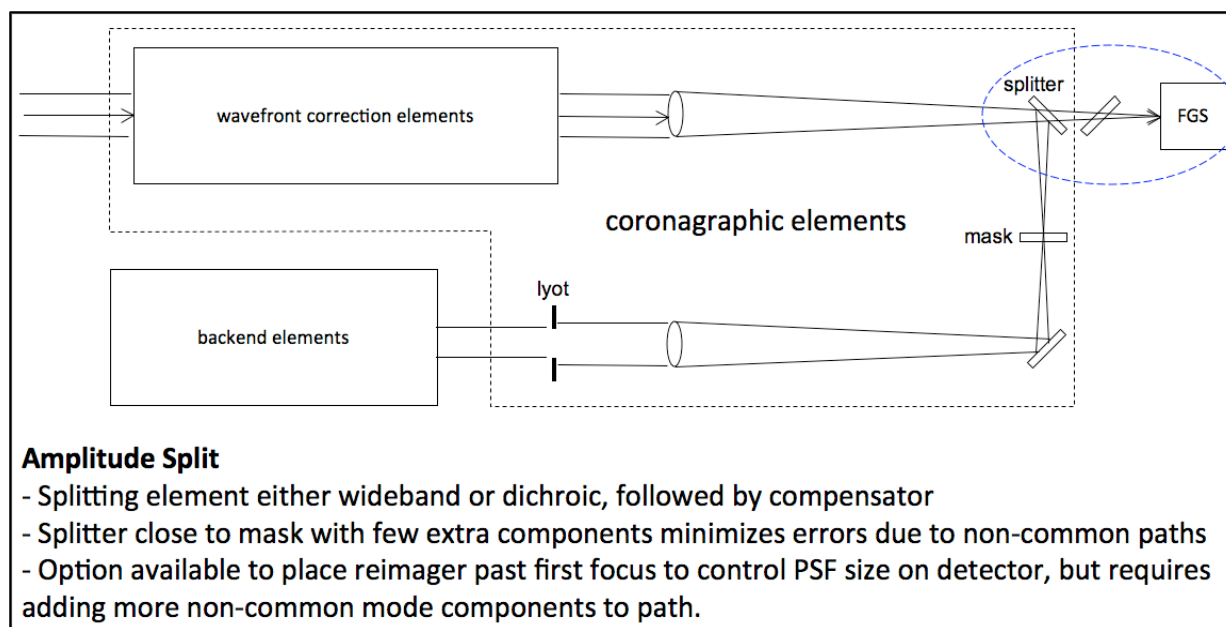 wavefront correction elements
splitter
FGS
coronagraphic elements
mask
lyot
backend elements
Amplitude Split
- Splitting element either wideband or dichroic, followed by compensator
- Splitter close to mask with few extra components minimizes errors due to non-common paths
- Option available to place reimager past first focus to control PSF size on detector, but requires
adding more non-common mode components to path.